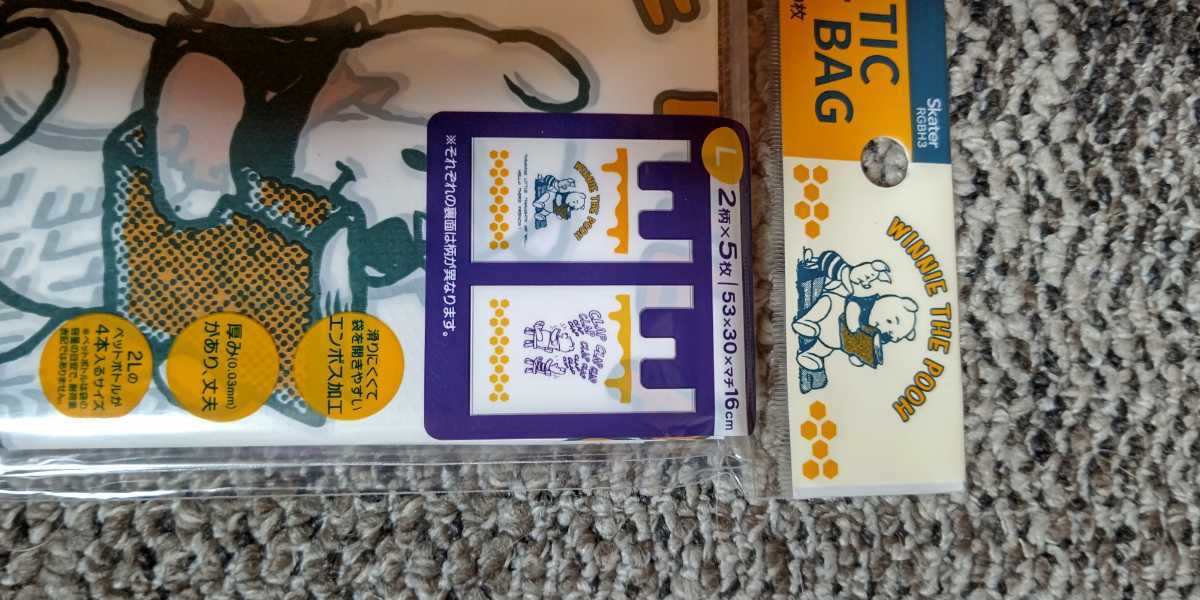 Skater
RGBH3
TIC
BAG
枚
WINNIE THE POOH
L 2柄×5枚 53×30×マチ16cm
WINNIE THE POOH
CLAP CLAP CLAP
※それぞれの裏面は柄が異なります。
滑りにくくて
袋を開きやすい
エンボス加工
厚み(0.03mm)
があり、丈夫
2Lの
ペットボトルが
4本入るサイズ